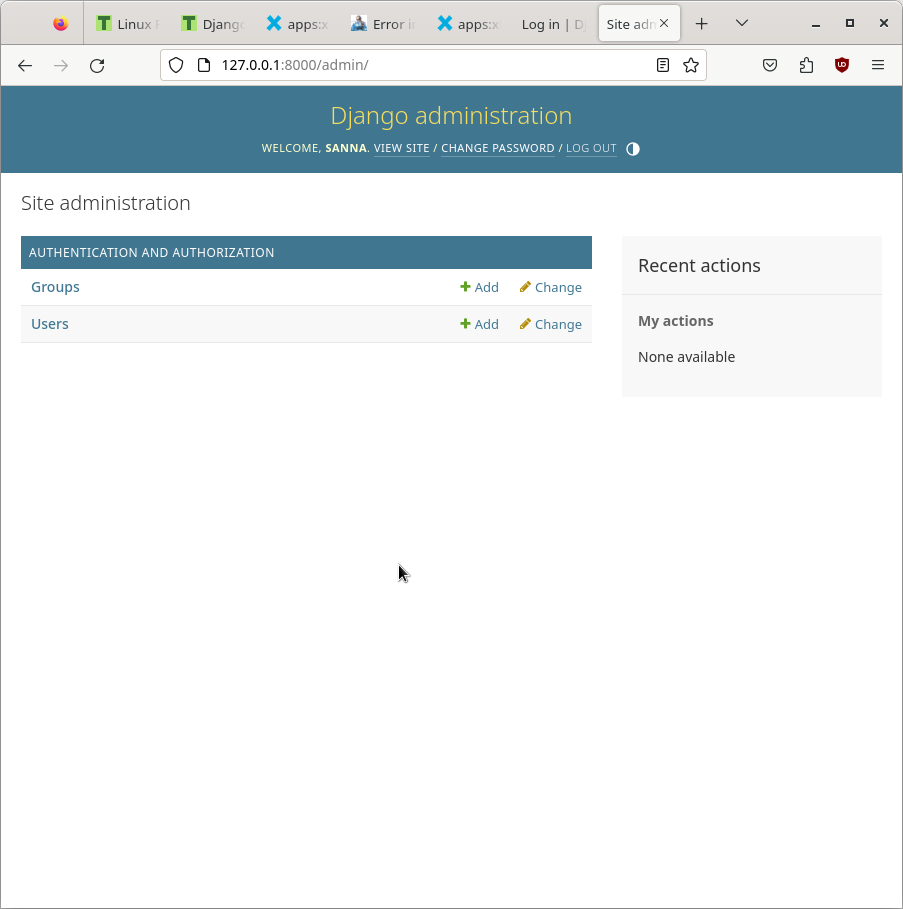 Linux
Djang
apps:x
Error i
apps:x
Log in | D
Site adm
127.0.0.1:8000/admin/
Django administration
WELCOME, SANNA. VIEW SITE / CHANGE PASSWORD / LOG OUT
Site administration
AUTHENTICATION AND AUTHORIZATION
Groups Add Change
Users Add Change
Recent actions
My actions
None available